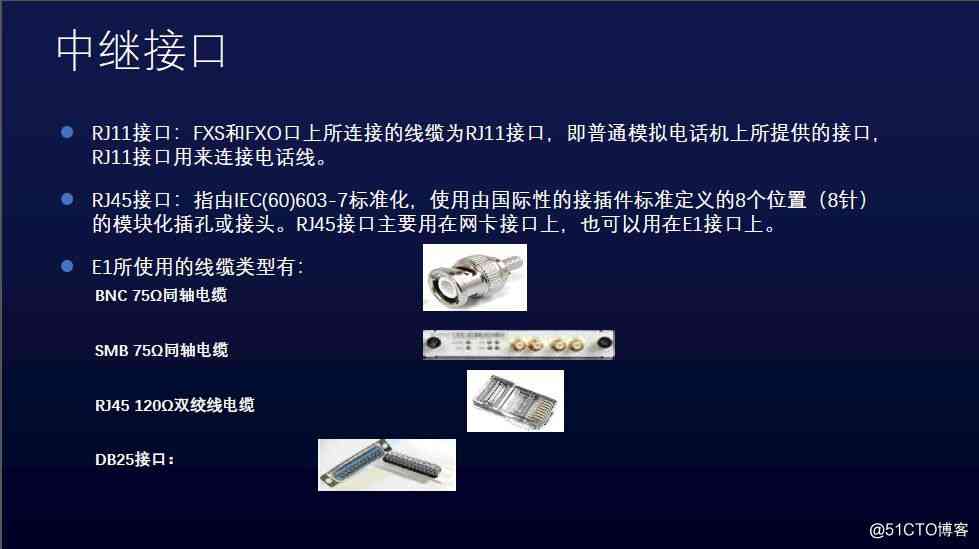 中继接口
RJ11接口：FXS和FXO口上所连接的线缆为RJ11接口，即普通模拟电话机上所提供的接口，
RJ11接口用来连接电话线。
RJ45接口：指由IEC(60)603-7标准化，使用由国际性的接插件标准定义的8个位置（8针）
的模块化插孔或接头。RJ45接口主要用在网卡接口上，也可以用在E1接口上。
E1所使用的线缆类型有：
BNC 75Ω同轴电缆
SMB 75Ω同轴电缆
RJ45 120Ω双绞线电缆
DB25接口：
@51CTO博客